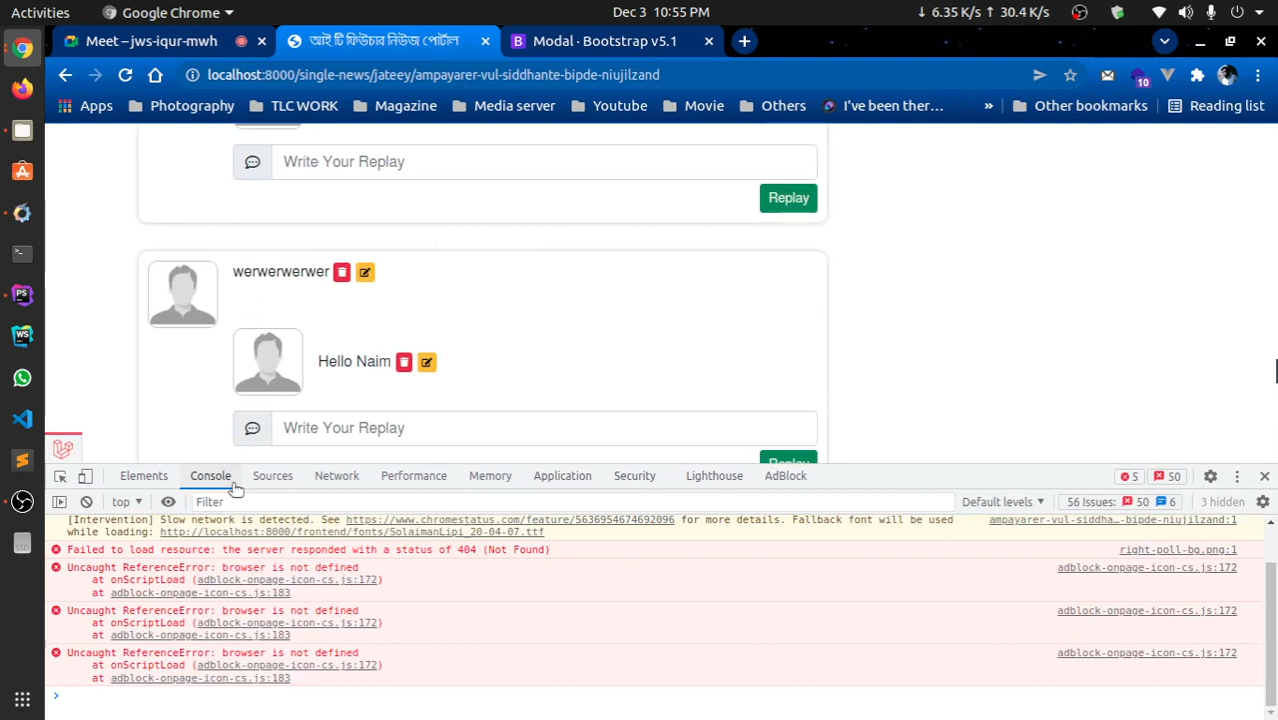 Activities Google Chrome Dec 3 10:55 PM ↓ 6.35 K/s ↑ 30.4 K/s
Meet – jws-iqur-mwh আই টি ফিউচার নিউজ পোর্টাল Modal · Bootstrap v5.1
localhost:8000/single-news/jateey/ampayarer-vul-siddhante-bipde-niujilzand 10
Apps Photography TLC WORK Magazine Media server Youtube Movie Others I've been ther… » Other bookmarks Reading list
Write Your Replay
Replay
werwerwerwer
Hello Naim
Write Your Replay
Replay
Elements Console Sources Network Performance Memory Application Security Lighthouse AdBlock 5 50
top Filter Default levels 56 Issues: 50 6 3 hidden
[Intervention] Slow network is detected. See https://www.chromestatus.com/feature/5636954674692096 for more details. Fallback font will be used ampayarer-vul-siddha…-bipde-niujilzand:1
while loading: http://localhost:8000/frontend/fonts/SolaimanLipi_20-04-07.ttf
Failed to load resource: the server responded with a status of 404 (Not Found) right-poll-bg.png:1
Uncaught ReferenceError: browser is not defined adblock-onpage-icon-cs.js:172
at onScriptLoad (adblock-onpage-icon-cs.js:172)
at adblock-onpage-icon-cs.js:183
Uncaught ReferenceError: browser is not defined adblock-onpage-icon-cs.js:172
at onScriptLoad (adblock-onpage-icon-cs.js:172)
at adblock-onpage-icon-cs.js:183
Uncaught ReferenceError: browser is not defined adblock-onpage-icon-cs.js:172
at onScriptLoad (adblock-onpage-icon-cs.js:172)
at adblock-onpage-icon-cs.js:183